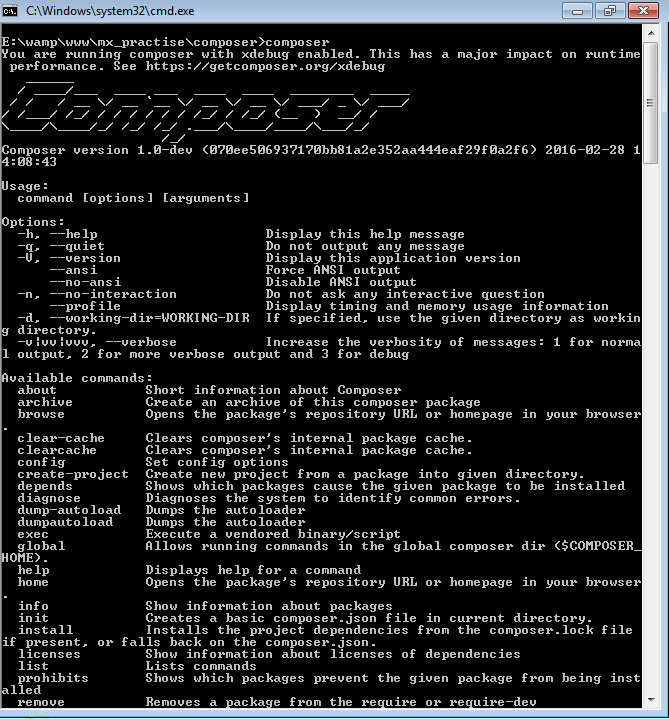 C:\Windows\system32\cmd.exe
E:\wamp\www\mx_practise\composer>composer
You are running composer with xdebug enabled. This has a major impact on runtime
 performance. See https://getcomposer.org/xdebug
Composer
Composer version 1.0-dev (070ee506937170bb81a2e352aa444eaf29f0a2f6) 2016-02-28 1
4:08:43
Usage:
  command [options] [arguments]
Options:
  -h, --help                     Display this help message
  -q, --quiet                    Do not output any message
  -V, --version                  Display this application version
      --ansi                     Force ANSI output
      --no-ansi                  Disable ANSI output
  -n, --no-interaction           Do not ask any interactive question
      --profile                  Display timing and memory usage information
  -d, --working-dir=WORKING-DIR  If specified, use the given directory as workin
g directory.
  -v|vv|vvv, --verbose           Increase the verbosity of messages: 1 for norma
l output, 2 for more verbose output and 3 for debug
Available commands:
  about           Short information about Composer
  archive         Create an archive of this composer package
  browse          Opens the package's repository URL or homepage in your browser
.
  clear-cache     Clears composer's internal package cache.
  clearcache      Clears composer's internal package cache.
  config          Set config options
  create-project  Create new project from a package into given directory.
  depends         Shows which packages cause the given package to be installed
  diagnose        Diagnoses the system to identify common errors.
  dump-autoload   Dumps the autoloader
  dumpautoload    Dumps the autoloader
  exec            Execute a vendored binary/script
  global          Allows running commands in the global composer dir ($COMPOSER_
HOME).
  help            Displays help for a command
  home            Opens the package's repository URL or homepage in your browser
.
  info            Show information about packages
  init            Creates a basic composer.json file in current directory.
  install         Installs the project dependencies from the composer.lock file
if present, or falls back on the composer.json.
  licenses        Show information about licenses of dependencies
  list            Lists commands
  prohibits       Shows which packages prevent the given package from being inst
alled
  remove          Removes a package from the require or require-dev